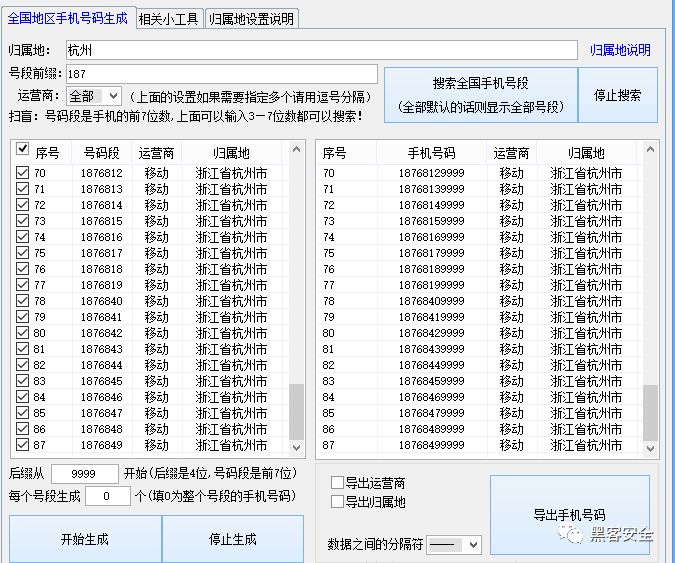 全国地区手机号码生成 相关小工具 归属地设置说明
归属地: 杭州 归属地说明
号段前缀: 187
运营商: 全部 (上面的设置如果需要指定多个请用逗号分隔)
搜索全国手机号段
(全部默认的话则显示全部号段)
停止搜索
扫盲: 号码段是手机的前7位数,上面可以输入3－7位数都可以搜索!
序号 号码段 运营商 归属地
70 1876812 移动 浙江省杭州市
71 1876813 移动 浙江省杭州市
72 1876814 移动 浙江省杭州市
73 1876815 移动 浙江省杭州市
74 1876816 移动 浙江省杭州市
75 1876817 移动 浙江省杭州市
76 1876818 移动 浙江省杭州市
77 1876819 移动 浙江省杭州市
78 1876840 移动 浙江省杭州市
79 1876841 移动 浙江省杭州市
80 1876842 移动 浙江省杭州市
81 1876843 移动 浙江省杭州市
82 1876844 移动 浙江省杭州市
83 1876845 移动 浙江省杭州市
84 1876846 移动 浙江省杭州市
85 1876847 移动 浙江省杭州市
86 1876848 移动 浙江省杭州市
87 1876849 移动 浙江省杭州市
序号 手机号码 运营商 归属地
70 18768129999 移动 浙江省杭州市
71 18768139999 移动 浙江省杭州市
72 18768149999 移动 浙江省杭州市
73 18768159999 移动 浙江省杭州市
74 18768169999 移动 浙江省杭州市
75 18768179999 移动 浙江省杭州市
76 18768189999 移动 浙江省杭州市
77 18768199999 移动 浙江省杭州市
78 18768409999 移动 浙江省杭州市
79 18768419999 移动 浙江省杭州市
80 18768429999 移动 浙江省杭州市
81 18768439999 移动 浙江省杭州市
82 18768449999 移动 浙江省杭州市
83 18768459999 移动 浙江省杭州市
84 18768469999 移动 浙江省杭州市
85 18768479999 移动 浙江省杭州市
86 18768489999 移动 浙江省杭州市
87 18768499999 移动 浙江省杭州市
后缀从 9999 开始(后缀是4位,号码段是前7位)
每个号段生成 0 个(填0为整个号段的手机号码)
开始生成 停止生成
导出运营商
导出归属地
数据之间的分隔符 ——
导出手机号码
黑客安全